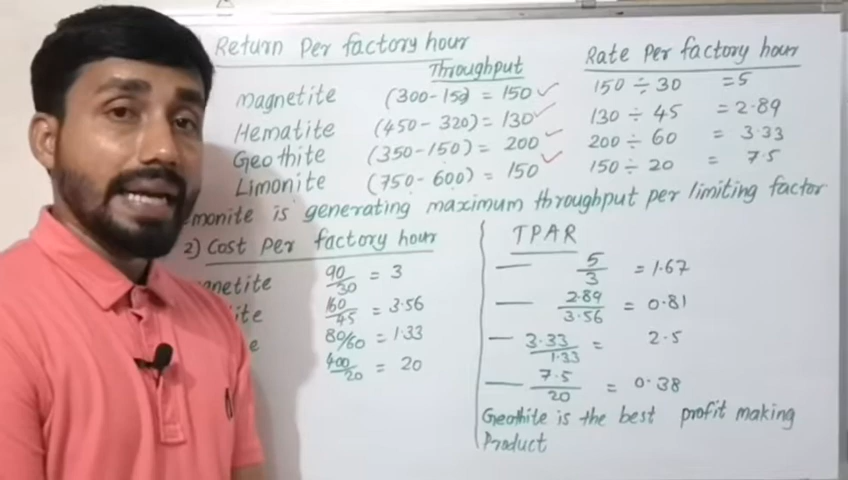 Return Per factory hour
Throughput
Magnetite (300-150) = 150 ✓
Hematite (450-320) = 130 ✓
Geothite (350-150) = 200 ✓
Limonite (750-600) = 150 ✓
Rate Per factory hour
150 ÷ 30 = 5
130 ÷ 45 = 2.89
200 ÷ 60 = 3.33
150 ÷ 20 = 7.5
monite is generating maximum throughput per limiting factor
2) Cost per factory hour
netite 90/30 = 3
ite 160/45 = 3.56
e 80/60 = 1.33
400/20 = 20
TPAR
— 5/3 = 1.67
— 2.89/3.56 = 0.81
— 3.33/1.33 = 2.5
— 7.5/20 = 0.38
Geothite is the best profit making
Product